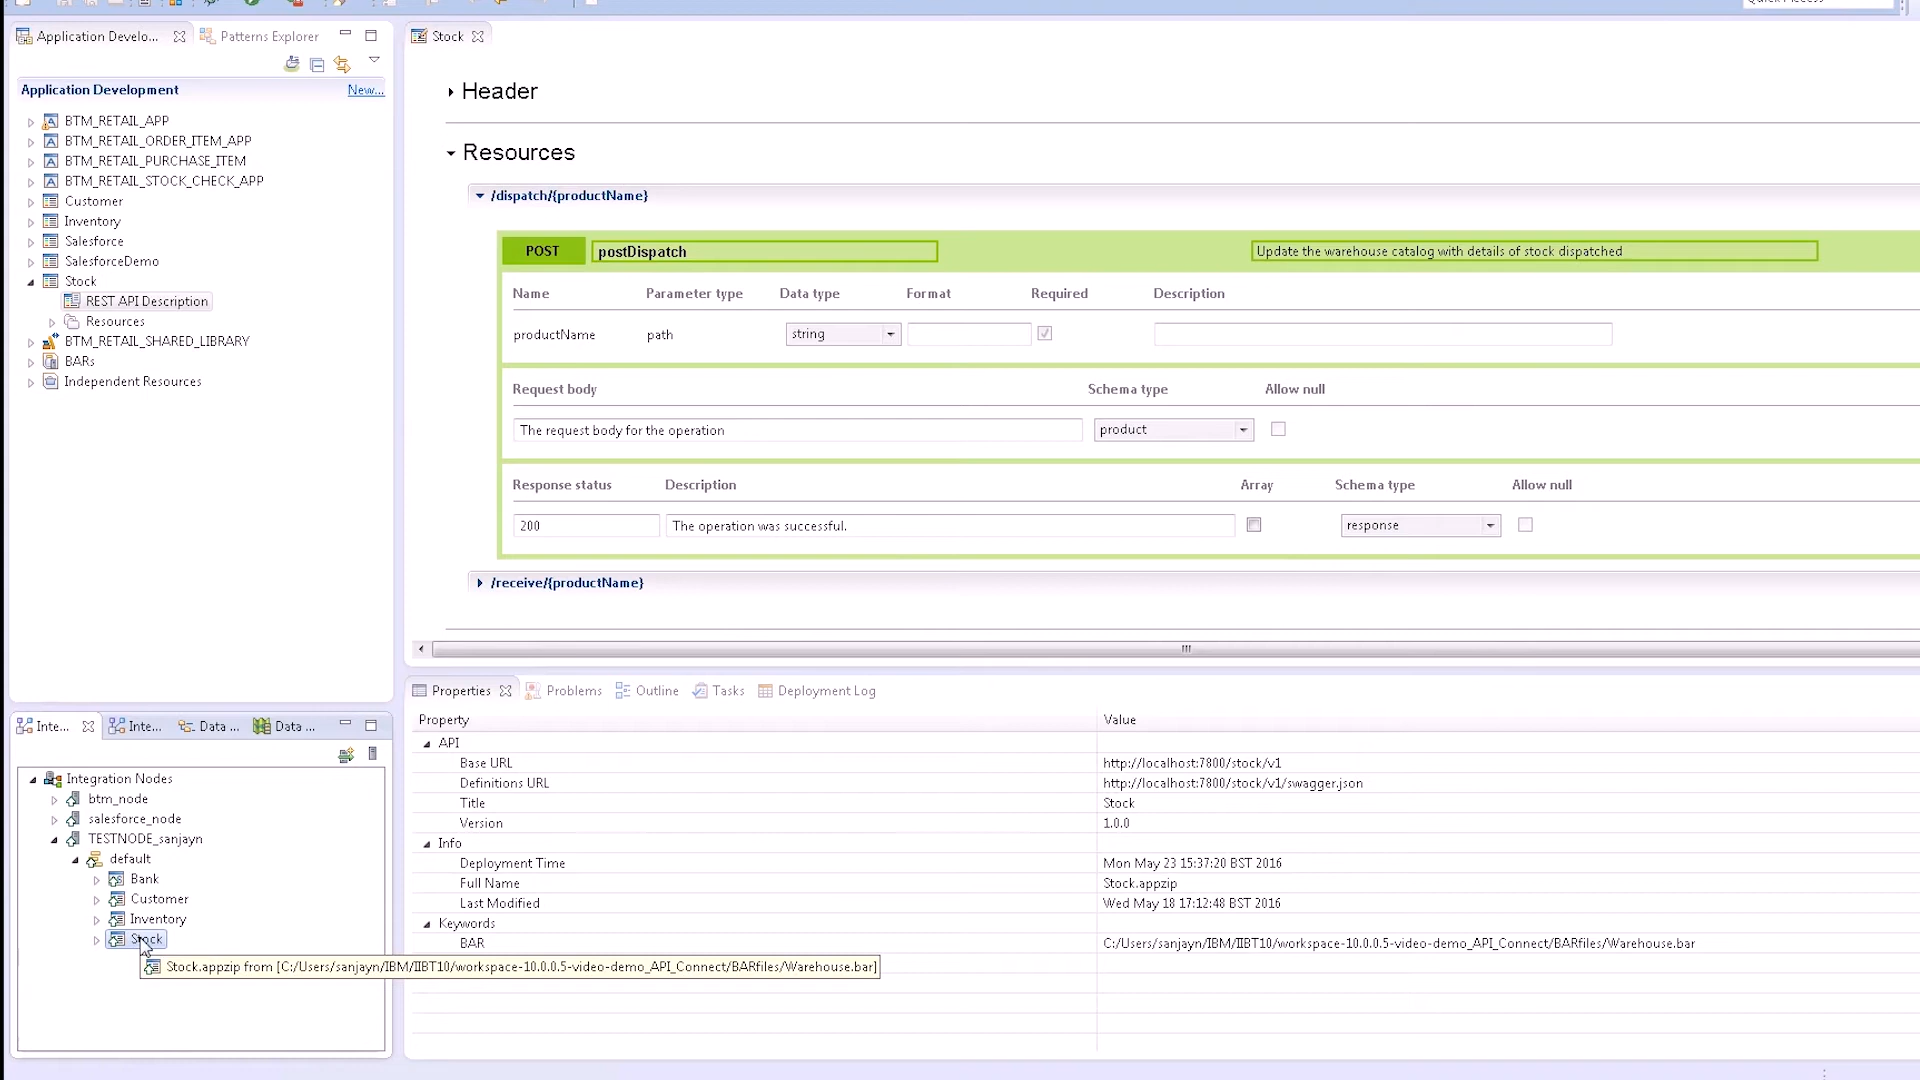 Application Develo...
Patterns Explorer
Application Development
New...
BTM_RETAIL_APP
BTM_RETAIL_ORDER_ITEM_APP
BTM_RETAIL_PURCHASE_ITEM
BTM_RETAIL_STOCK_CHECK_APP
Customer
Inventory
Salesforce
SalesforceDemo
Stock
REST API Description
Resources
BTM_RETAIL_SHARED_LIBRARY
BARs
Independent Resources
Stock
Header
Resources
/dispatch/{productName}
POST postDispatch Update the warehouse catalog with details of stock dispatched
Name Parameter type Data type Format Required Description
productName path string
Request body Schema type Allow null
The request body for the operation product
Response status Description Array Schema type Allow null
200 The operation was successful. response
/receive/{productName}
Inte... Inte... Data ... Data ...
Integration Nodes
btm_node
salesforce_node
TESTNODE_sanjayn
default
Bank
Customer
Inventory
Stock
Stock.appzip from [C:/Users/sanjayn/IBM/IIBT10/workspace-10.0.0.5-video-demo_API_Connect/BARfiles/Warehouse.bar]
Properties Problems Outline Tasks Deployment Log
Property Value
API
Base URL http://localhost:7800/stock/v1
Definitions URL http://localhost:7800/stock/v1/swagger.json
Title Stock
Version 1.0.0
Info
Deployment Time Mon May 23 15:37:20 BST 2016
Full Name Stock.appzip
Last Modified Wed May 18 17:12:48 BST 2016
Keywords
BAR C:/Users/sanjayn/IBM/IIBT10/workspace-10.0.0.5-video-demo_API_Connect/BARfiles/Warehouse.bar